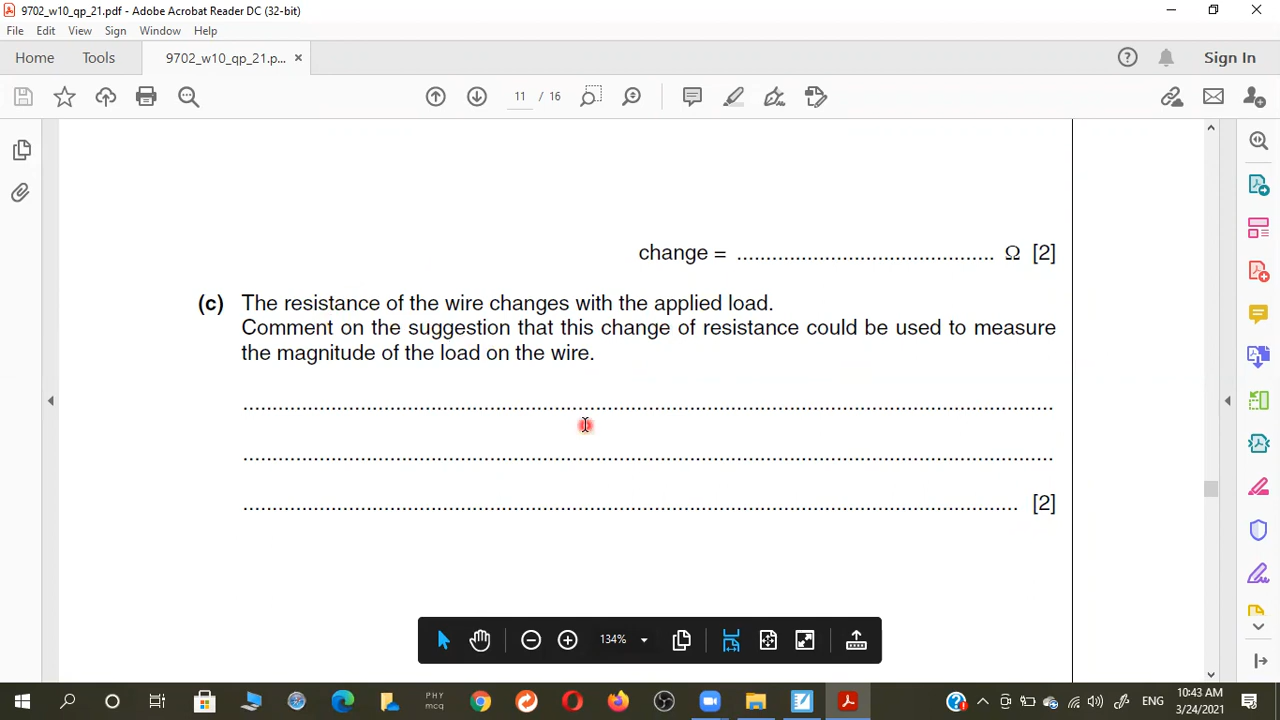 9702_w10_qp_21.pdf - Adobe Acrobat Reader DC (32-bit)
File Edit View Sign Window Help
Home Tools 9702_w10_qp_21.p... × Sign In
11 / 16
change = ........................................... Ω [2]
(c) The resistance of the wire changes with the applied load.
Comment on the suggestion that this change of resistance could be used to measure
the magnitude of the load on the wire.
..........................................................................................................................................
..........................................................................................................................................
.................................................................................................................................... [2]
134%
PHY
mcq
ENG
10:43 AM
3/24/2021